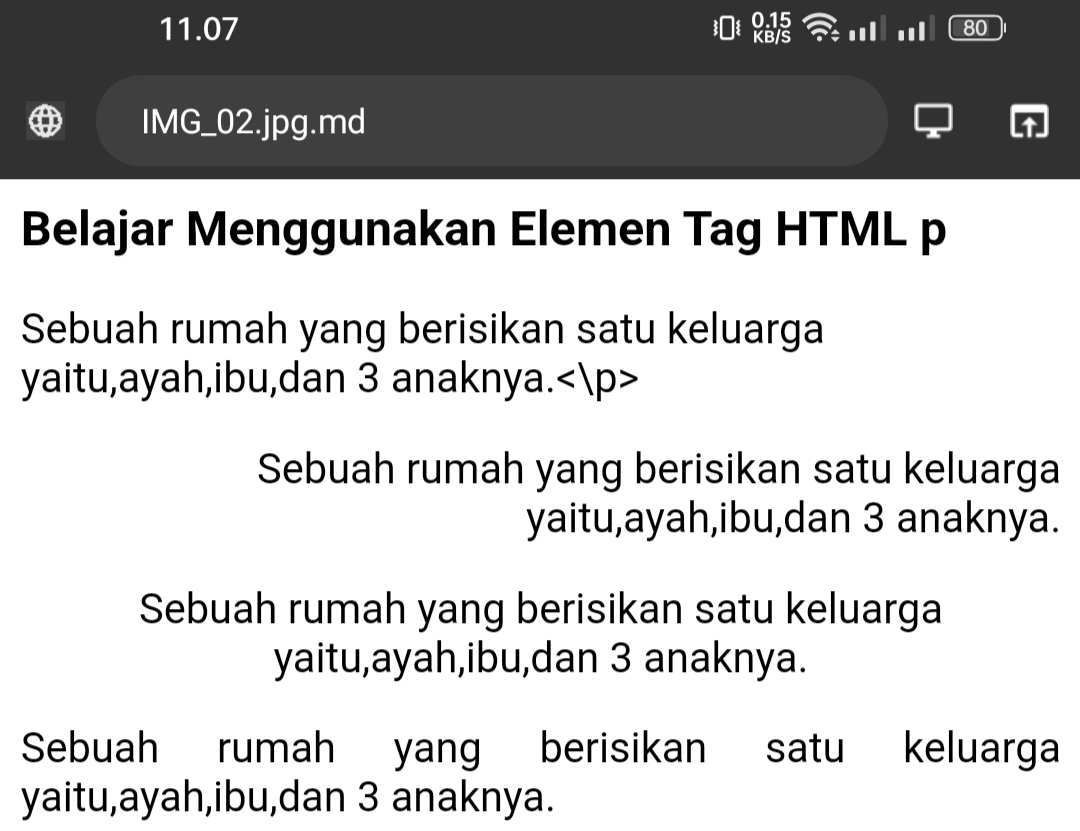 11.07
0.15
KB/S
80
IMG_02.jpg.md
Belajar Menggunakan Elemen Tag HTML p
Sebuah rumah yang berisikan satu keluarga
yaitu,ayah,ibu,dan 3 anaknya.<\p>
Sebuah rumah yang berisikan satu keluarga
yaitu,ayah,ibu,dan 3 anaknya.
Sebuah rumah yang berisikan satu keluarga
yaitu,ayah,ibu,dan 3 anaknya.
Sebuah rumah yang berisikan satu keluarga
yaitu,ayah,ibu,dan 3 anaknya.